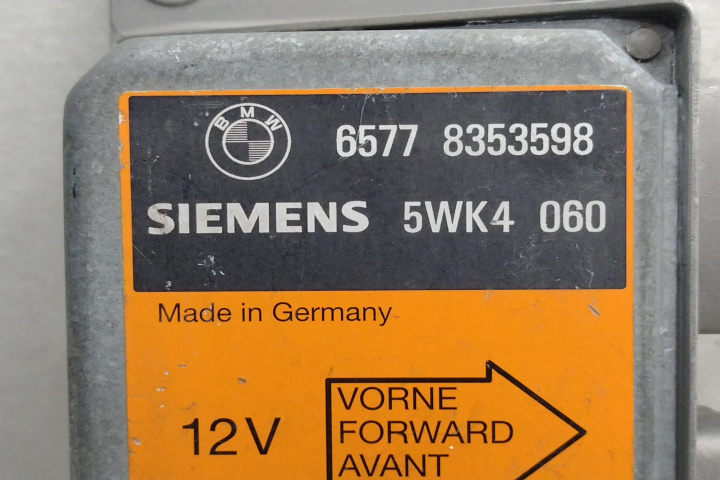 BMW
6577 8353598
SIEMENS 5WK4 060
Made in Germany
12V
VORNE
FORWARD
AVANT